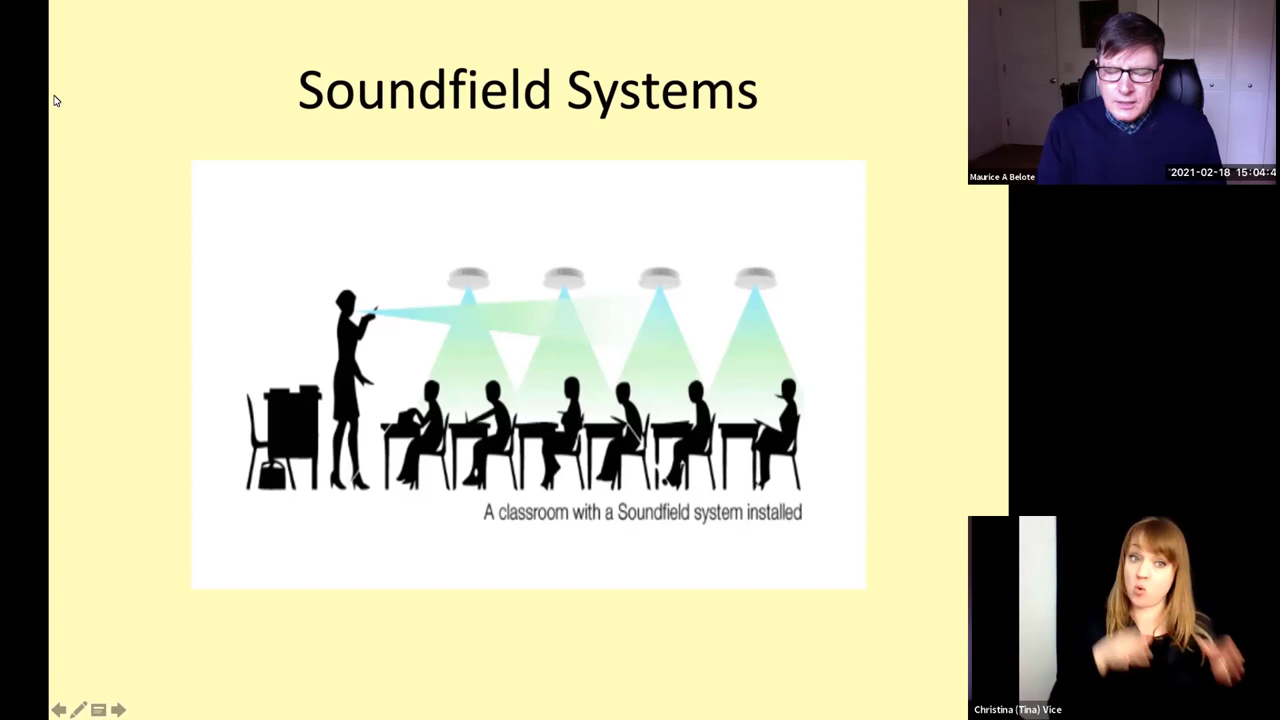 Soundfield Systems
A classroom with a Soundfield system installed
Maurice A Belote
2021-02-18 15:04:4
Christina (Tina) Vice